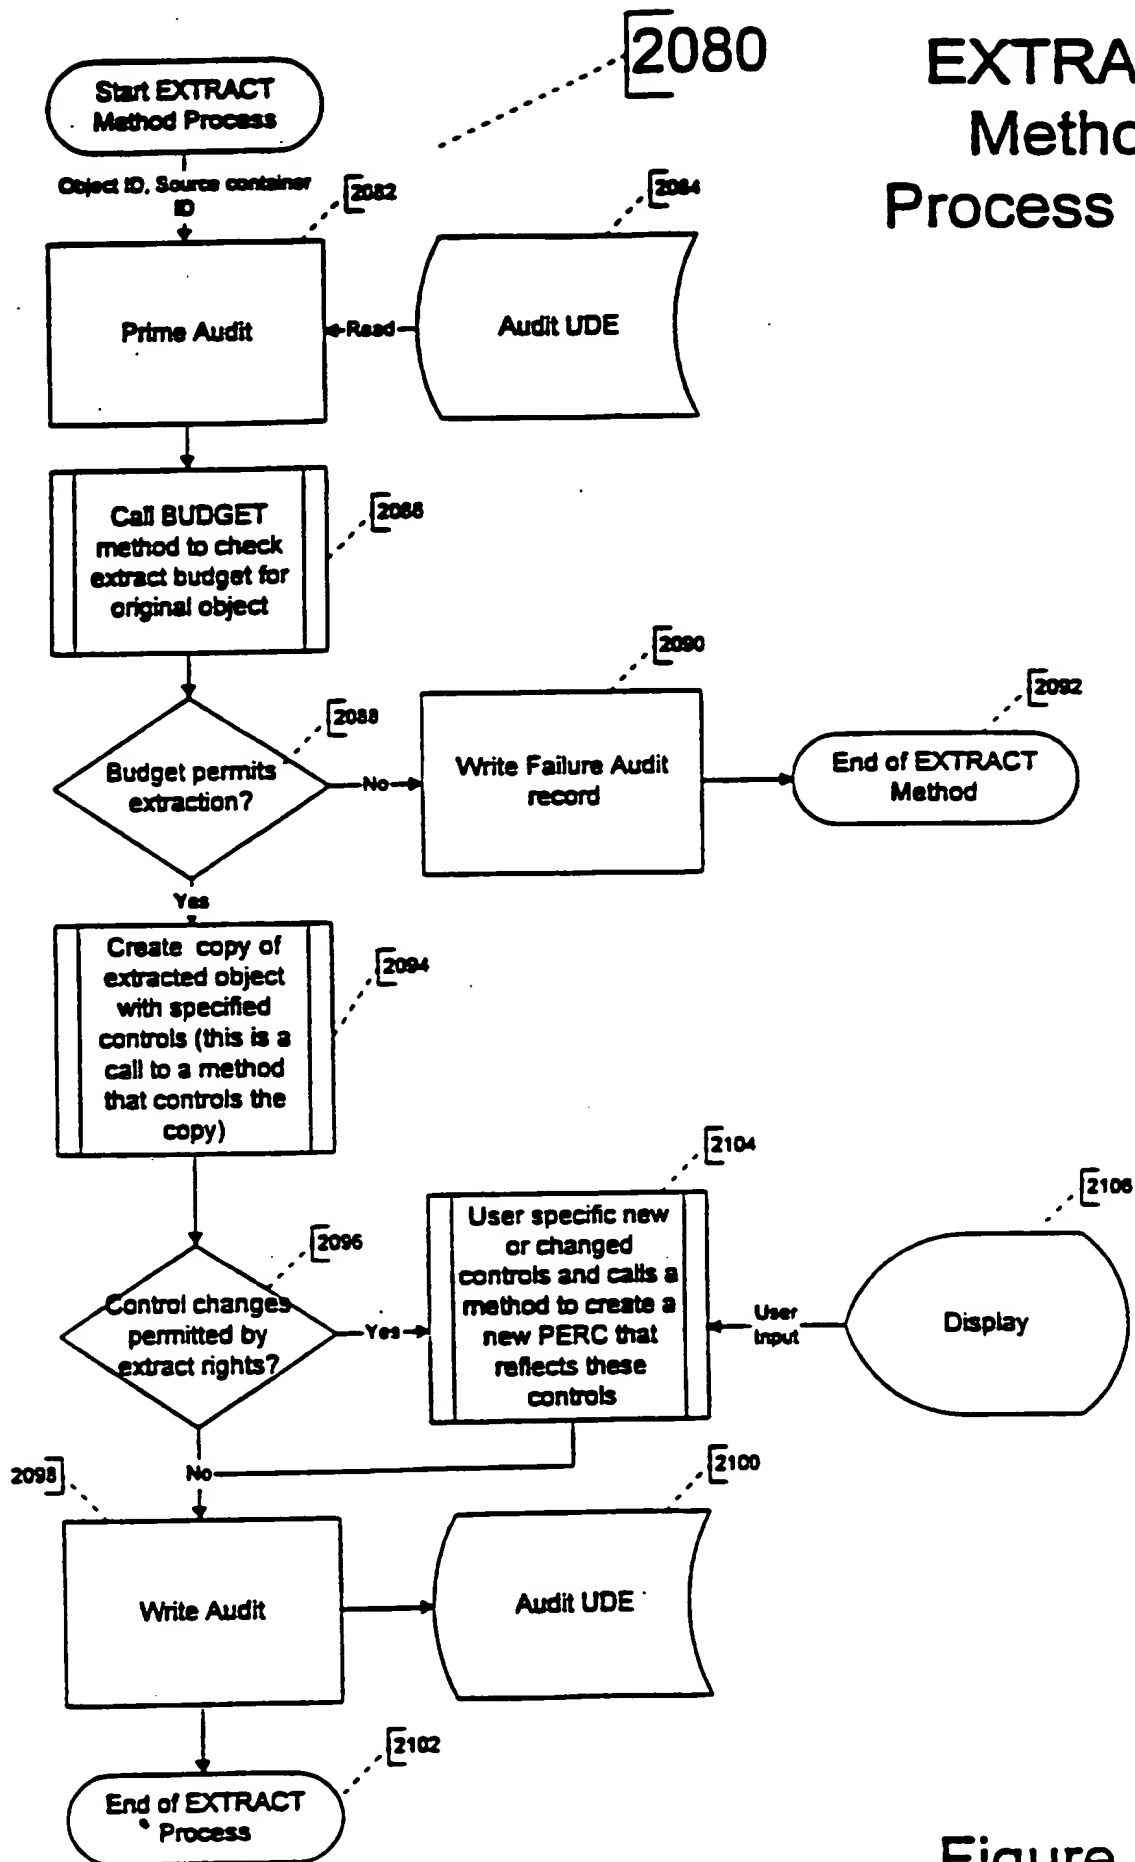 2080
EXTRA
Metho
Process
Start EXTRACT
Method Process
Object ID, Source container
ID
2082
2084
Prime Audit
Read
Audit UDE
Call BUDGET
method to check
extract budget for
original object
2086
2090
2092
2088
Budget permits
extraction?
No
Write Failure Audit
record
End of EXTRACT
Method
Yes
Create copy of
extracted object
with specified
controls (this is a
call to a method
that controls the
copy)
2094
2104
2106
2096
Control changes
permitted by
extract rights?
Yes
User specific new
or changed
controls and calls a
method to create a
new PERC that
reflects these
controls
User
Input
Display
2098
No
2100
Write Audit
Audit UDE
2102
End of EXTRACT
Process
Figure